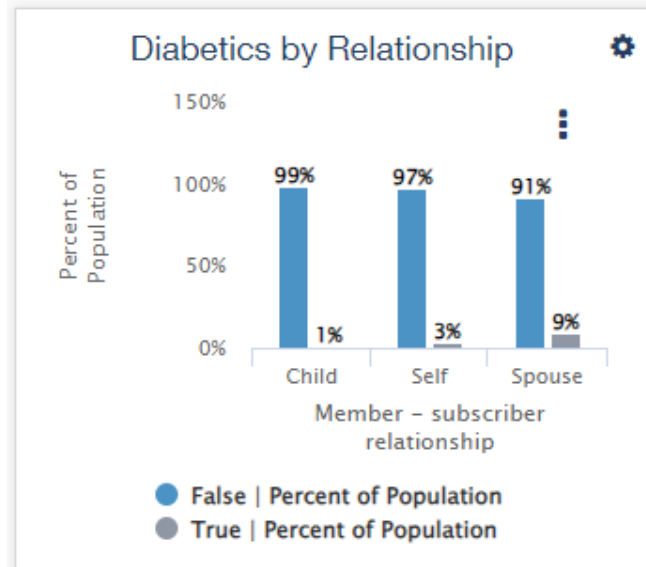 Diabetics by Relationship
150%
100%
50%
0%
Percent of
Population
99%
1%
97%
3%
91%
9%
Child
Self
Spouse
Member – subscriber
relationship
False | Percent of Population
True | Percent of Population